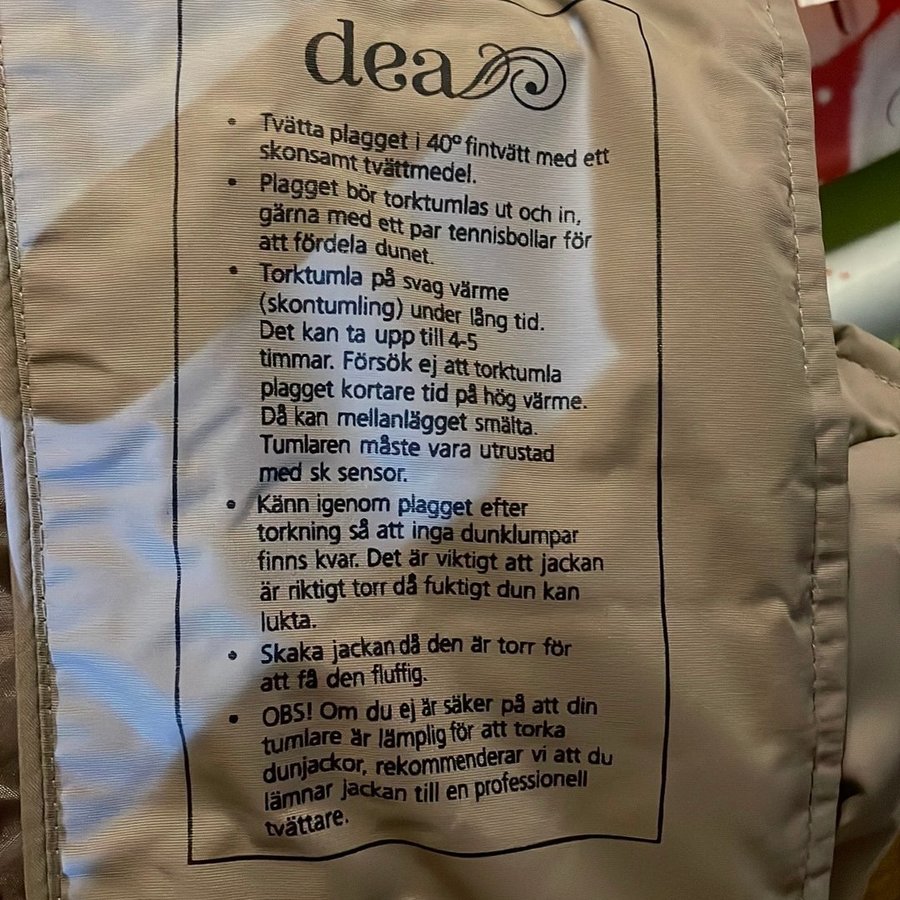 dea
• Tvätta plagget i 40° fintvätt med ett
skonsamt tvättmedel.
• Plagget bör torktumlas ut och in,
gärna med ett par tennisbollar för
att fördela dunet.
• Torktumla på svag värme
(skontumling) under lång tid.
Det kan ta upp till 4-5
timmar. Försök ej att torktumla
plagget kortare tid på hög värme.
Då kan mellanlägget smälta.
Tumlaren måste vara utrustad
med sk sensor.
• Känn igenom plagget efter
torkning så att inga dunklumpar
finns kvar. Det är viktigt att jackan
är riktigt torr då fuktigt dun kan
lukta.
• Skaka jackan då den är torr för
att få den fluffig.
• OBS! Om du ej är säker på att din
tumlare är lämplig för att torka
dunjackor, rekommenderar vi att du
lämnar jackan till en professionell
tvättare.